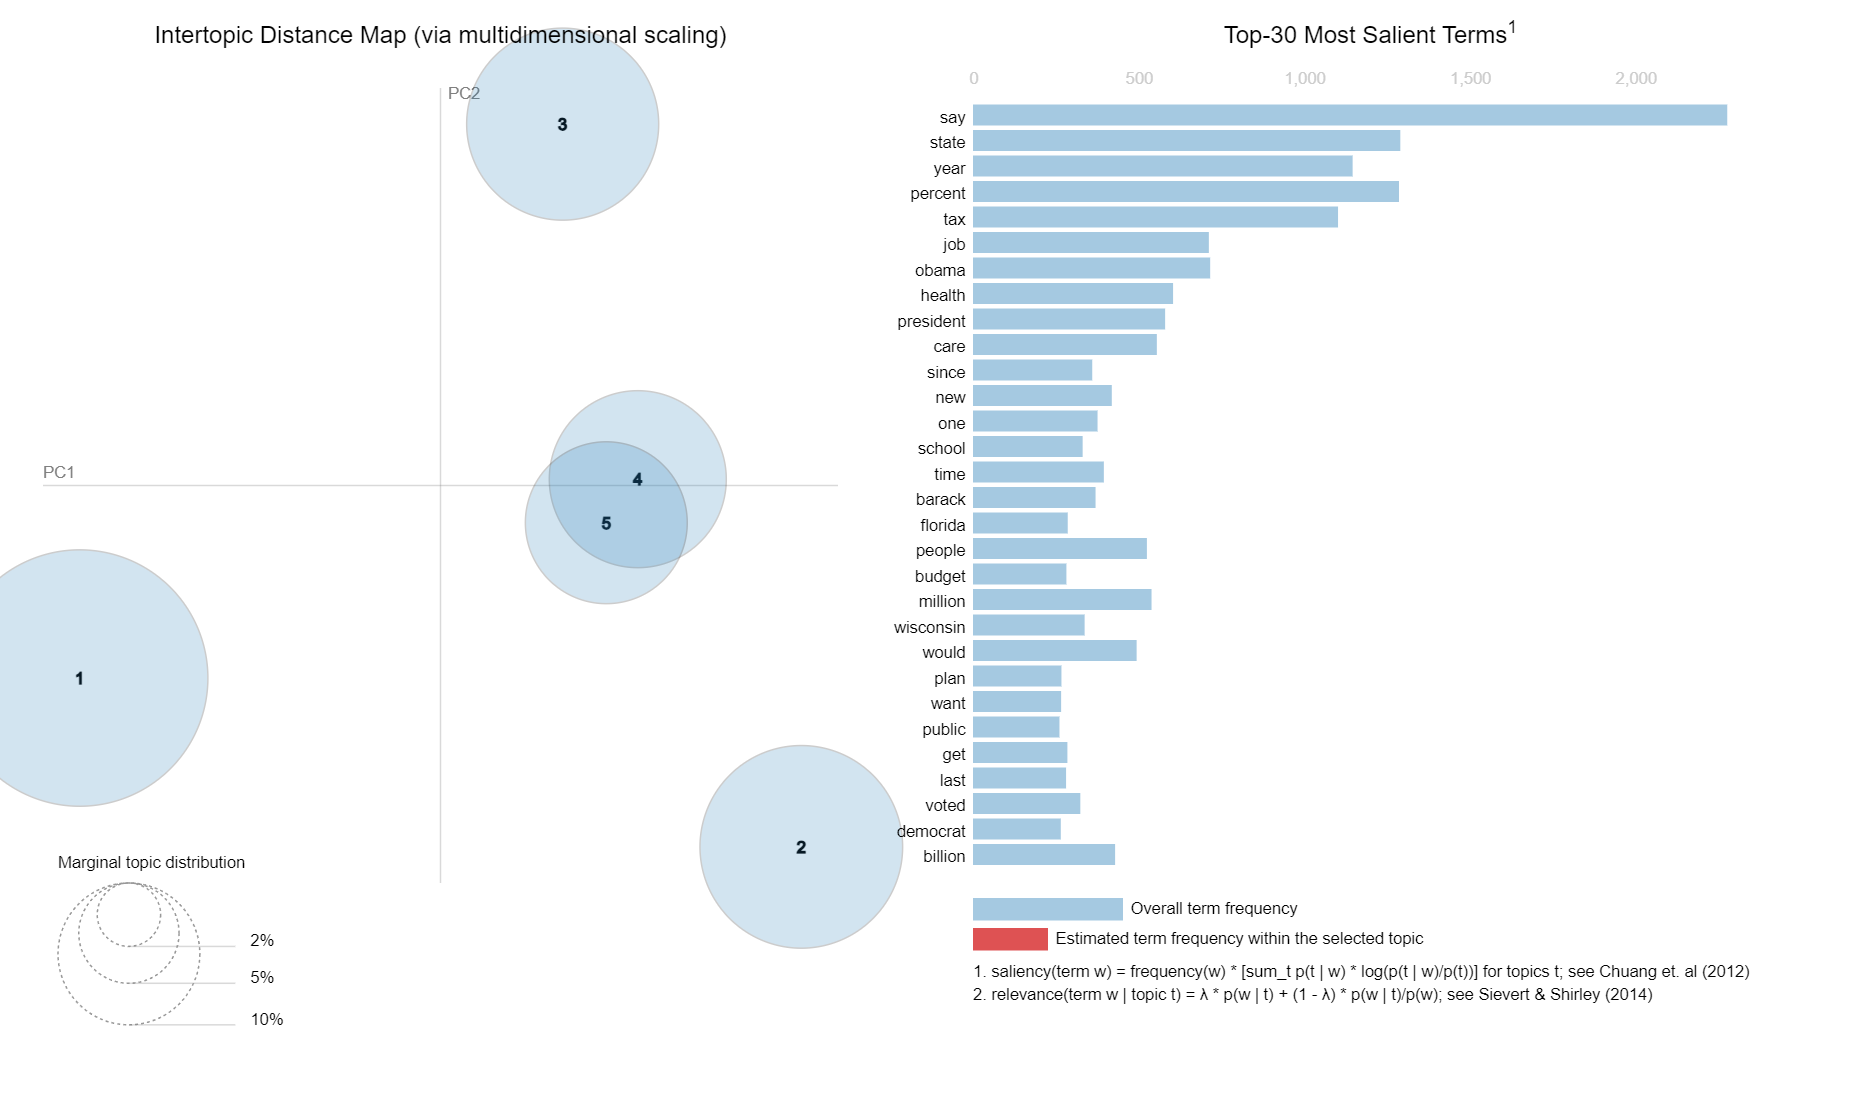 Intertopic Distance Map (via multidimensional scaling)
PC2
3
4
PC1
5
1
2
Marginal topic distribution
2%
5%
10%
Top-30 Most Salient Terms1
0 500 1,000 1,500 2,000
say
state
year
percent
tax
job
obama
health
president
care
since
new
one
school
time
barack
florida
people
budget
million
wisconsin
would
plan
want
public
get
last
voted
democrat
billion
Overall term frequency
Estimated term frequency within the selected topic
1. saliency(term w) = frequency(w) * [sum_t p(t | w) * log(p(t | w)/p(t))] for topics t; see Chuang et. al (2012)
2. relevance(term w | topic t) = λ * p(w | t) + (1 - λ) * p(w | t)/p(w); see Sievert & Shirley (2014)